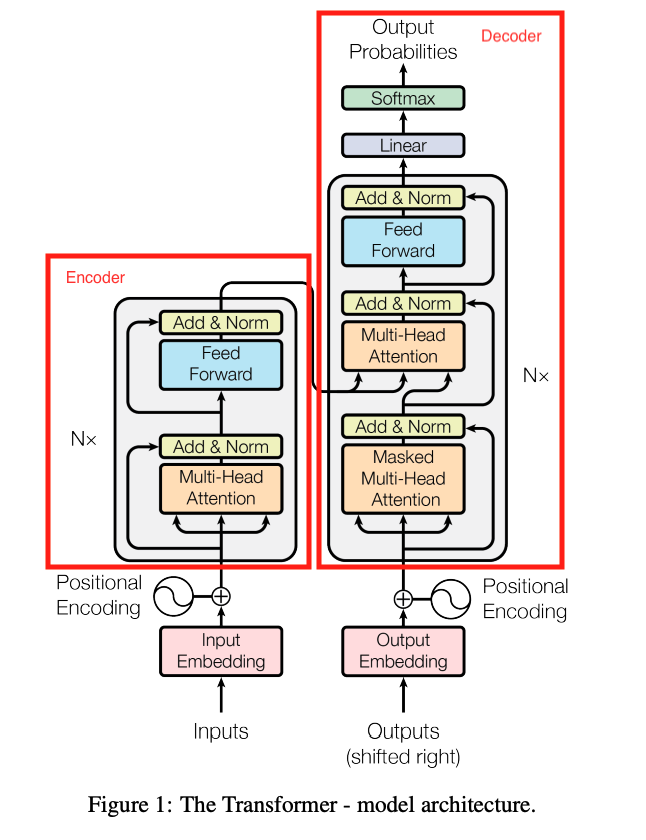 Output
Probabilities
Decoder
Softmax
Linear
Add & Norm
Feed
Forward
Add & Norm
Multi-Head
Attention
Add & Norm
Masked
Multi-Head
Attention
N×
Encoder
Add & Norm
Feed
Forward
N×
Add & Norm
Multi-Head
Attention
Positional
Encoding
Positional
Encoding
Input
Embedding
Output
Embedding
Inputs
Outputs
(shifted right)
Figure 1: The Transformer - model architecture.